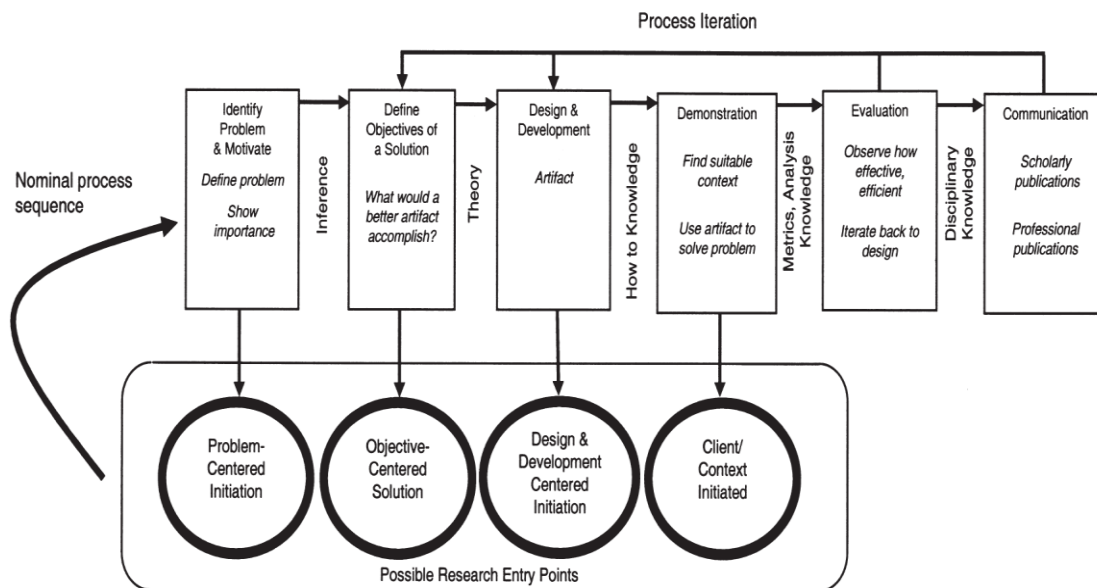 Process Iteration
Nominal process
sequence
Identify
Problem
& Motivate
Define problem
Show
importance
Inference
Define
Objectives of
a Solution
What would a
better artifact
accomplish?
Theory
Design &
Development
Artifact
How to Knowledge
Demonstration
Find suitable
context
Use artifact to
solve problem
Metrics, Analysis
Knowledge
Evaluation
Observe how
effective,
efficient
Iterate back to
design
Disciplinary
Knowledge
Communication
Scholarly
publications
Professional
publications
Problem-
Centered
Initiation
Objective-
Centered
Solution
Design &
Development
Centered
Initiation
Client/
Context
Initiated
Possible Research Entry Points